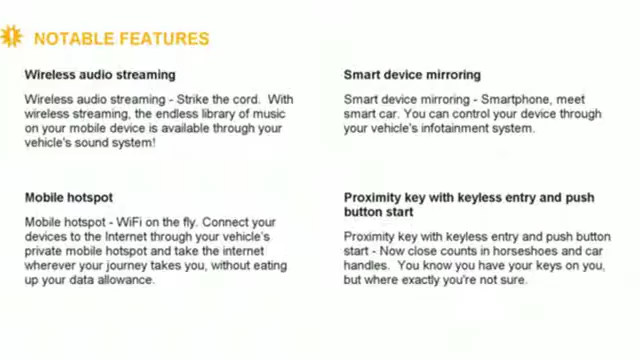 NOTABLE FEATURES
Wireless audio streaming
Wireless audio streaming - Strike the cord. With
wireless streaming, the endless library of music
on your mobile device is available through your
vehicle's sound system!
Smart device mirroring
Smart device mirroring - Smartphone, meet
smart car. You can control your device through
your vehicle's infotainment system.
Mobile hotspot
Mobile hotspot - WiFi on the fly. Connect your
devices to the Internet through your vehicle's
private mobile hotspot and take the internet
wherever your journey takes you, without eating
up your data allowance.
Proximity key with keyless entry and push
button start
Proximity key with keyless entry and push button
start - Now close counts in horseshoes and car
handles. You know you have your keys on you,
but where exactly you're not sure.